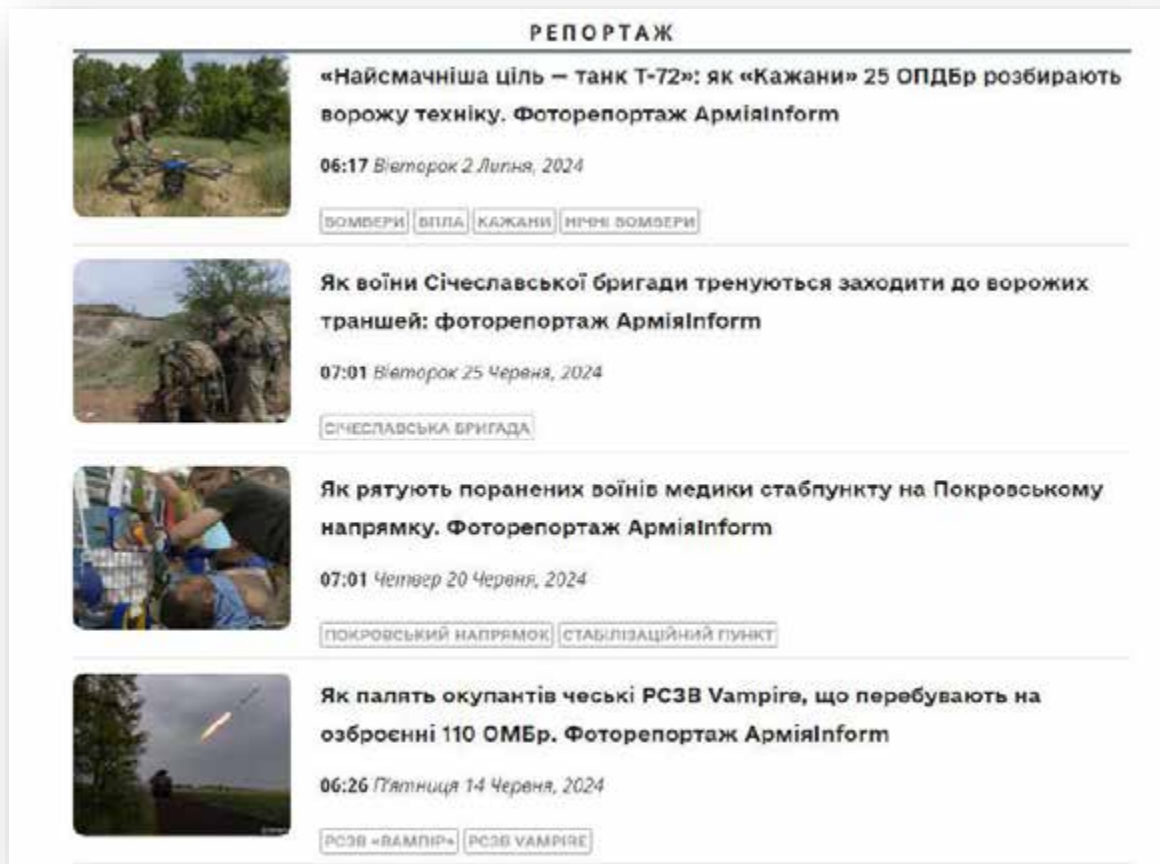 РЕПОРТАЖ
«Найсмачніша ціль — танк Т-72»: як «Кажани» 25 ОПДБр розбирають
ворожу техніку. Фоторепортаж АрміяInform
06:17 Вівторок 2 Липня, 2024
БОМБЕРИ БПЛА КАЖАНИ НІЧНІ БОМБЕРИ
Як воїни Січеславської бригади тренуються заходити до ворожих
траншей: фоторепортаж АрміяInform
07:01 Вівторок 25 Червня, 2024
СІЧЕСЛАВСЬКА БРИГАДА
Як рятують поранених воїнів медики стабпункту на Покровському
напрямку. Фоторепортаж АрміяInform
07:01 Четвер 20 Червня, 2024
ПОКРОВСЬКИЙ НАПРЯМОК СТАБІЛІЗАЦІЙНИЙ ПУНКТ
Як палять окупантів чеські РСЗВ Vampire, що перебувають на
озброєнні 110 ОМБр. Фоторепортаж АрміяInform
06:26 П'ятниця 14 Червня, 2024
РСЗВ «ВАМПІР» РСЗВ VAMPIRE